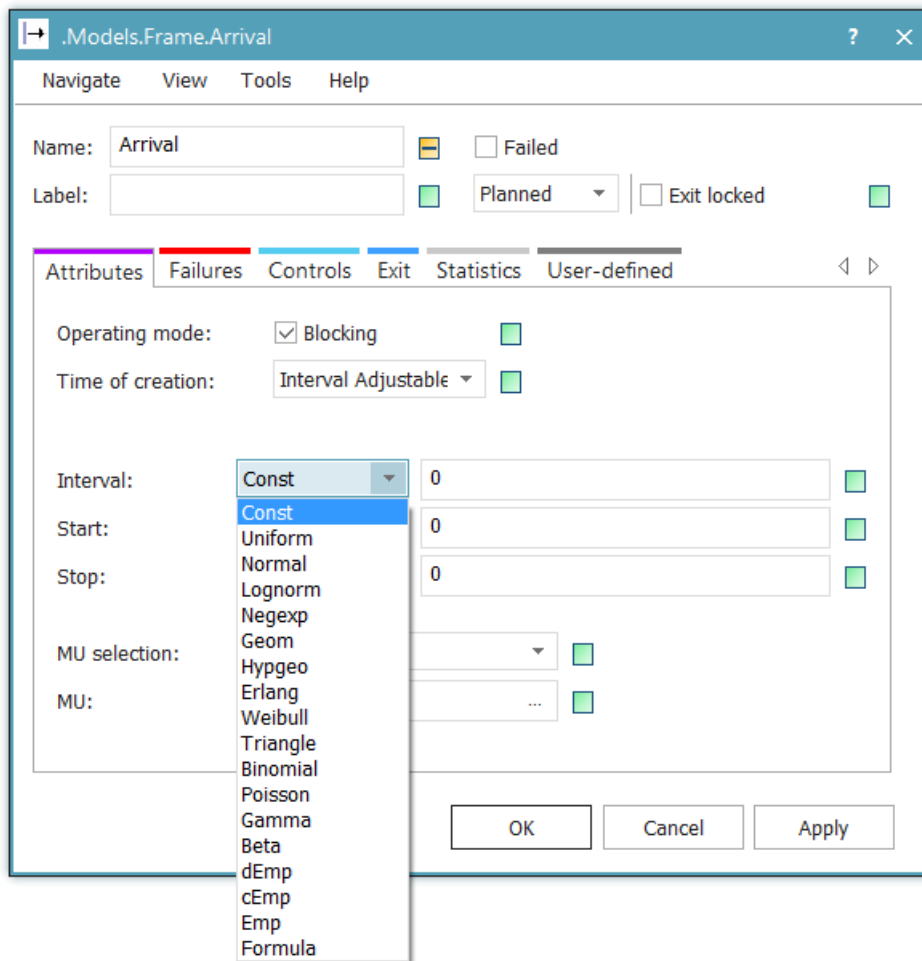 .Models.Frame.Arrival ? ×
Navigate View Tools Help
Name: Arrival Failed
Label: Planned Exit locked
Attributes Failures Controls Exit Statistics User-defined
Operating mode: Blocking
Time of creation: Interval Adjustable
Interval: Const 0
Const
Start: 0
Uniform
Normal
Stop: 0
Lognorm
Negexp
Geom
MU selection:
Hypgeo
Erlang
MU: ...
Weibull
Triangle
Binomial
Poisson
Gamma
OK Cancel Apply
Beta
dEmp
cEmp
Emp
Formula